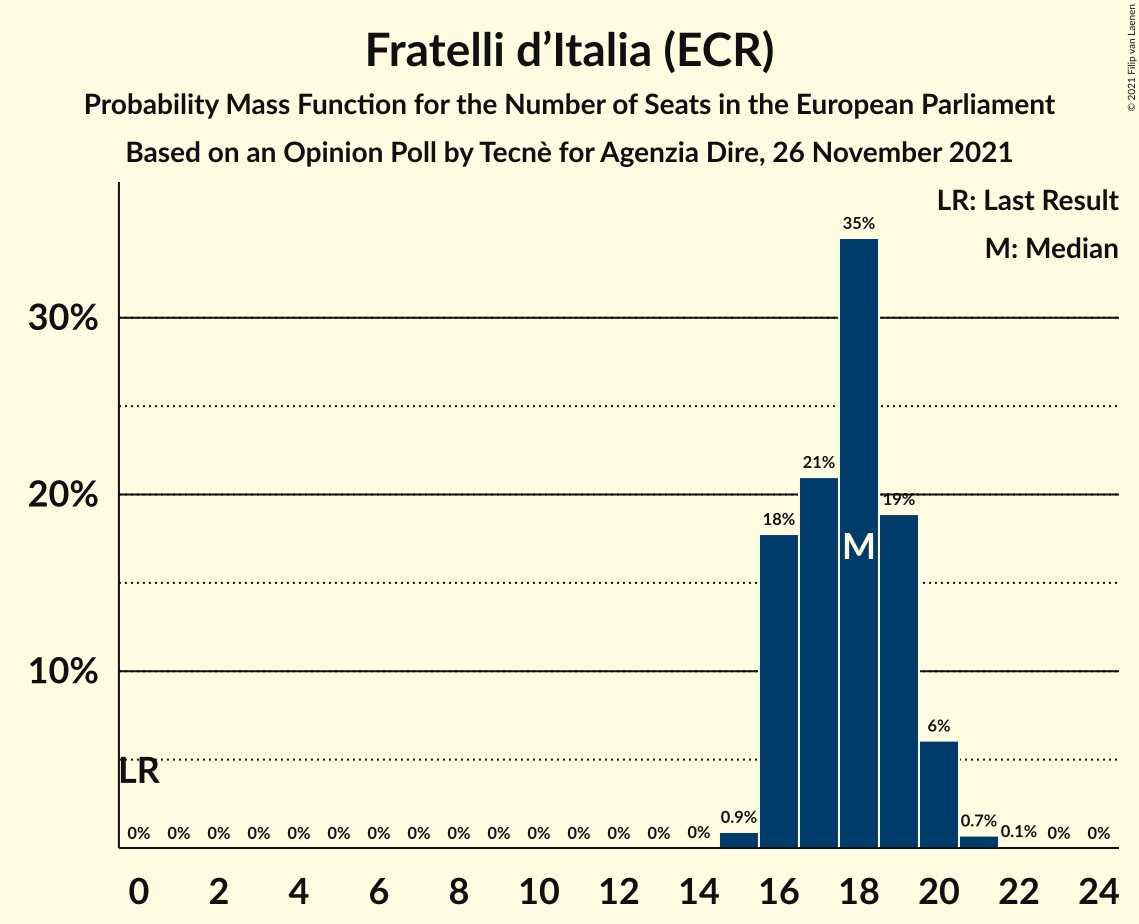 Fratelli d’Italia (ECR)
Probability Mass Function for the Number of Seats in the European Parliament
Based on an Opinion Poll by Tecnè for Agenzia Dire, 26 November 2021
© 2021 Filip van Laenen
LR: Last Result
M: Median
35%
30%
21%
20%
19%
18%
M
10%
6%
LR
0% 0% 0% 0% 0% 0% 0% 0% 0% 0% 0% 0% 0% 0% 0% 0.9% 0.7% 0.1% 0% 0%
0 2 4 6 8 10 12 14 16 18 20 22 24